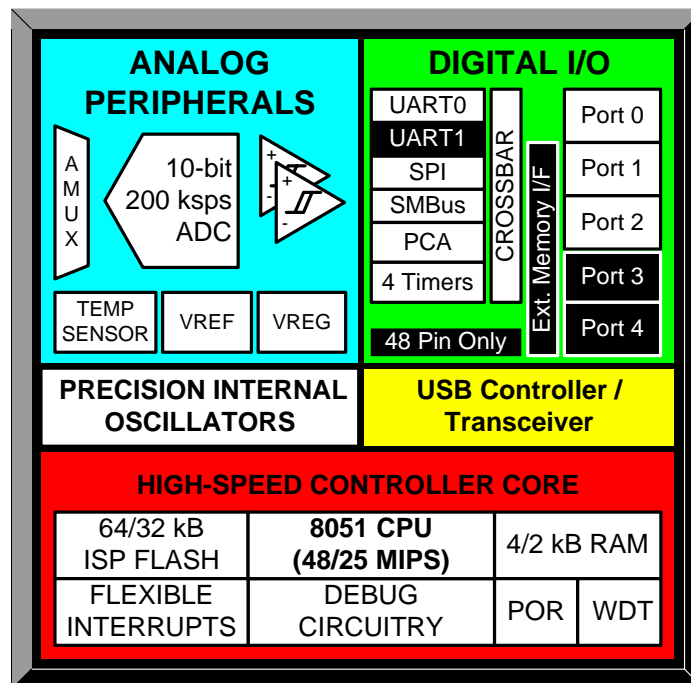 ANALOG
PERIPHERALS
A
M
U
X
10-bit
200 ksps
ADC
+
-
+
-
TEMP
SENSOR
VREF
VREG
DIGITAL I/O
UART0
UART1
SPI
SMBus
PCA
4 Timers
CROSSBAR
Ext. Memory I/F
Port 0
Port 1
Port 2
Port 3
Port 4
48 Pin Only
PRECISION INTERNAL
OSCILLATORS
USB Controller /
Transceiver
HIGH-SPEED CONTROLLER CORE
64/32 kB
ISP FLASH
8051 CPU
(48/25 MIPS)
4/2 kB RAM
FLEXIBLE
INTERRUPTS
DEBUG
CIRCUITRY
POR
WDT